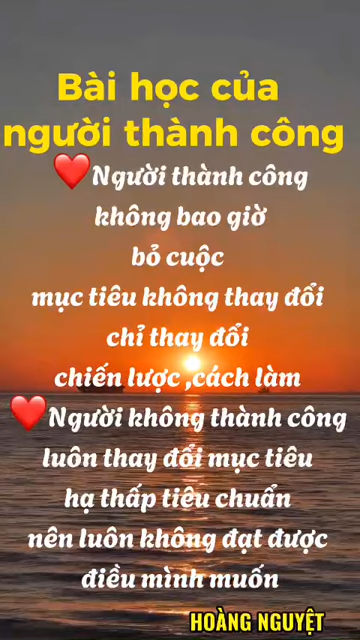 Bài học của
người thành công
❤️Người thành công
không bao giờ
bỏ cuộc
mục tiêu không thay đổi
chỉ thay đổi
chiến lược ,cách làm
❤️Người không thành công
luôn thay đổi mục tiêu
hạ thấp tiêu chuẩn
nên luôn không đạt được
điều mình muốn
HOÀNG NGUYỆT